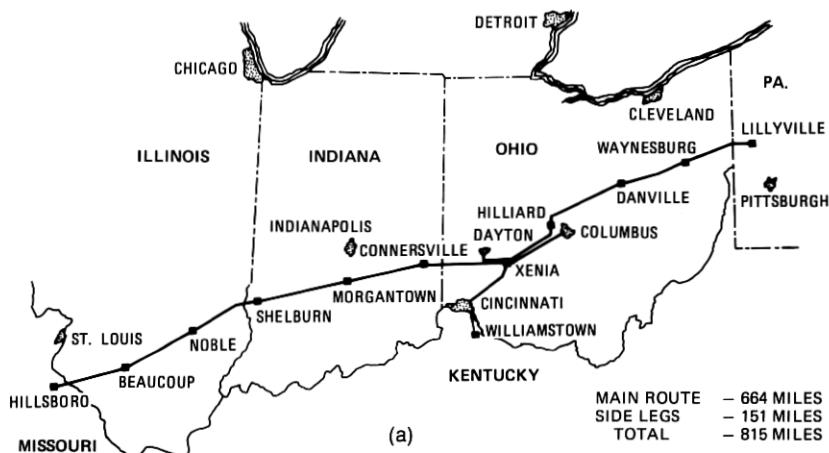 DETROIT
CHICAGO
PA.
CLEVELAND
LILLYVILLE
WAYNESBURG
ILLINOIS
INDIANA
OHIO
DANVILLE
PITTSBURGH
HILLIARD
INDIANAPOLIS
DAYTON
COLUMBUS
CONNERSVILLE
XENIA
MORGANTOWN
CINCINNATI
SHELBURN
ST. LOUIS
NOBLE
WILLIAMSTOWN
BEAUCOUP
KENTUCKY
HILLSBORO
MAIN ROUTE – 664 MILES
SIDE LEGS – 151 MILES
TOTAL – 815 MILES
(a)
MISSOURI